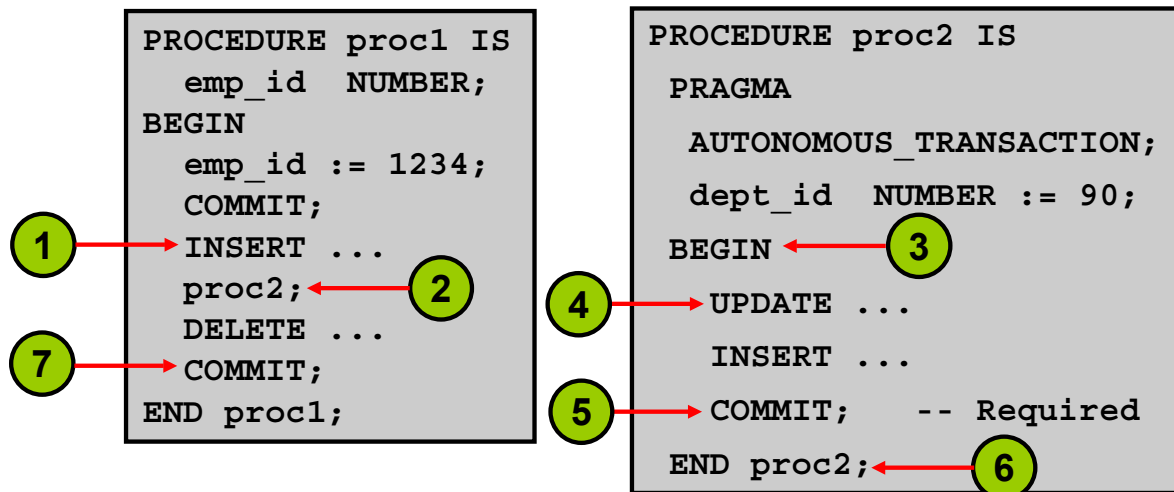 PROCEDURE proc1 IS
emp_id NUMBER;
BEGIN
emp_id := 1234;
COMMIT;
1 INSERT ...
proc2; 2
DELETE ...
7 COMMIT;
END proc1;
PROCEDURE proc2 IS
PRAGMA
AUTONOMOUS_TRANSACTION;
dept_id NUMBER := 90;
BEGIN 3
4 UPDATE ...
INSERT ...
5 COMMIT; -- Required
END proc2; 6